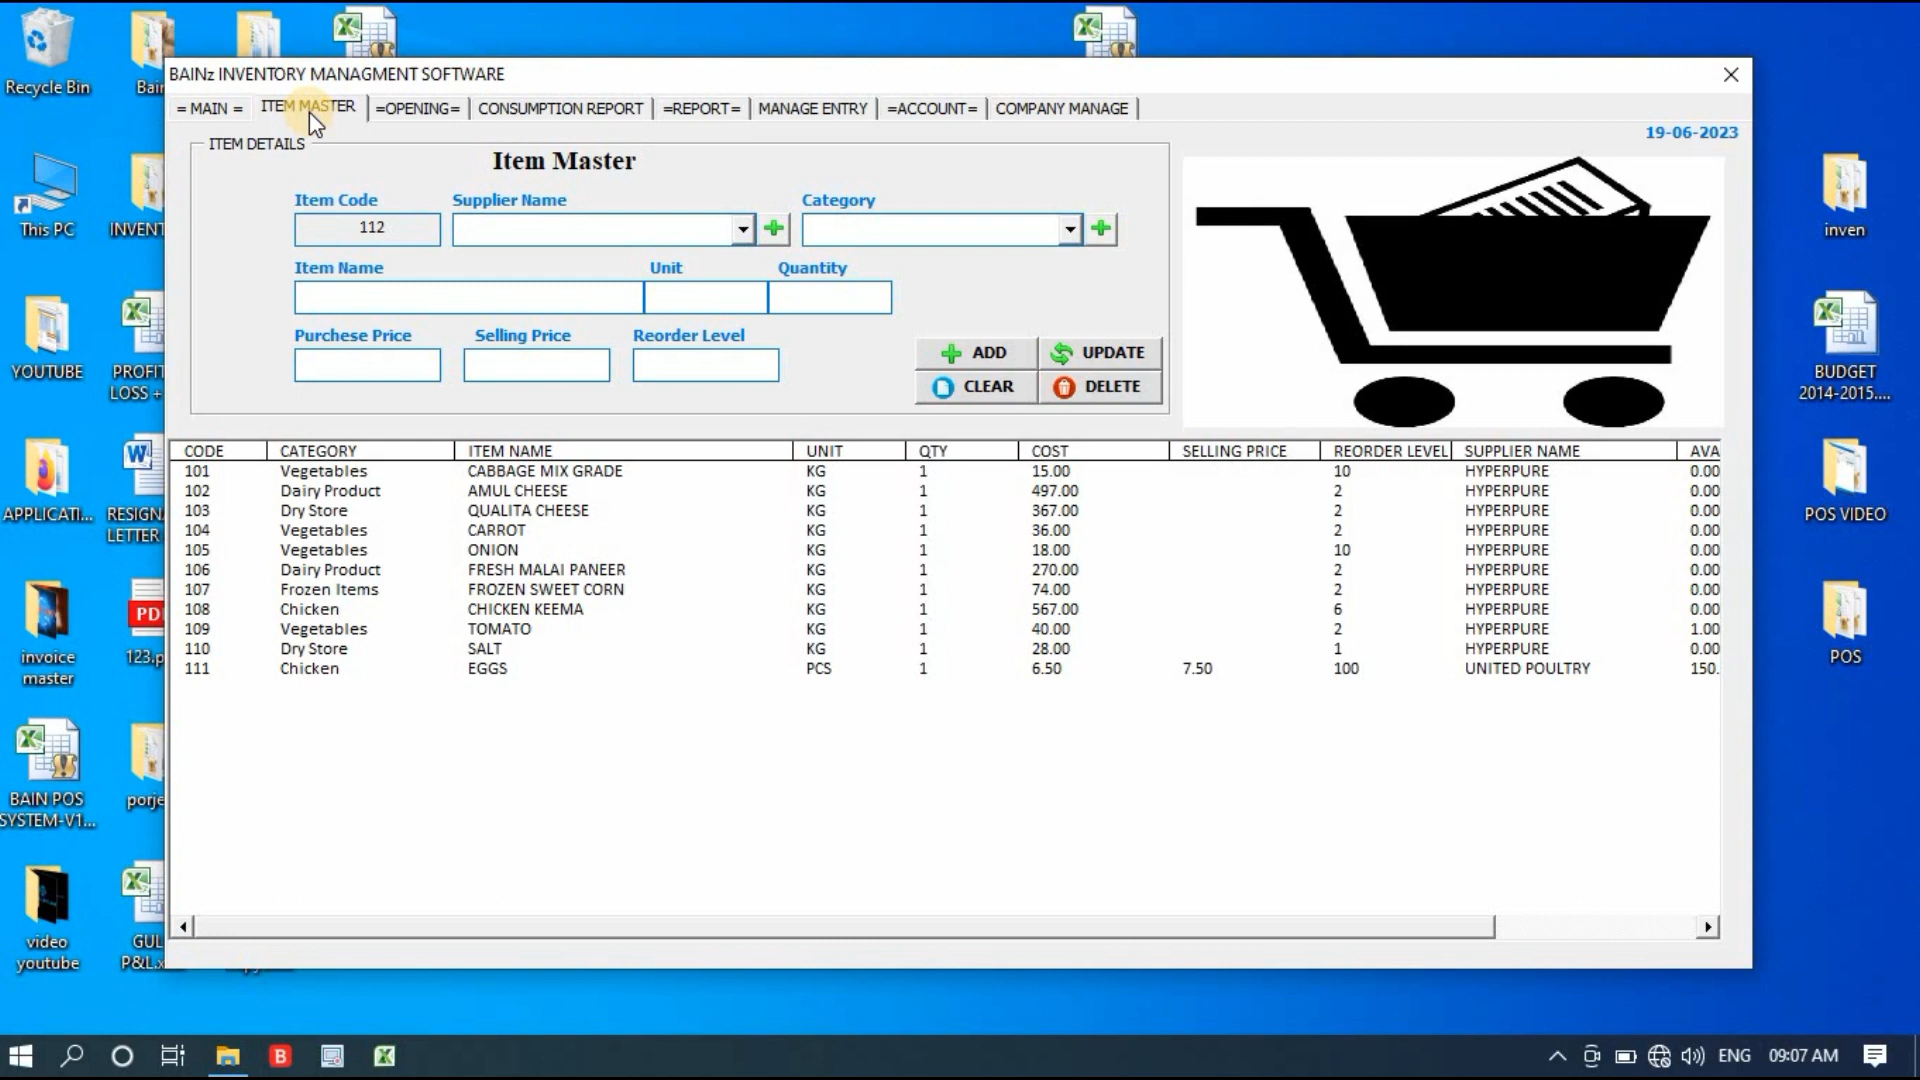 Recycle Bin
Bain
BAINz INVENTORY MANAGMENT SOFTWARE
= MAIN =
ITEM MASTER
=OPENING=
CONSUMPTION REPORT
=REPORT=
MANAGE ENTRY
=ACCOUNT=
COMPANY MANAGE
19-06-2023
ITEM DETAILS
Item Master
Item Code
Supplier Name
Category
112
Item Name
Unit
Quantity
Purchese Price
Selling Price
Reorder Level
ADD
UPDATE
CLEAR
DELETE
CODE CATEGORY ITEM NAME UNIT QTY COST SELLING PRICE REORDER LEVEL SUPPLIER NAME AVA
101 Vegetables CABBAGE MIX GRADE KG 1 15.00 10 HYPERPURE 0.00
102 Dairy Product AMUL CHEESE KG 1 497.00 2 HYPERPURE 0.00
103 Dry Store QUALITA CHEESE KG 1 367.00 2 HYPERPURE 0.00
104 Vegetables CARROT KG 1 36.00 2 HYPERPURE 0.00
105 Vegetables ONION KG 1 18.00 10 HYPERPURE 0.00
106 Dairy Product FRESH MALAI PANEER KG 1 270.00 2 HYPERPURE 0.00
107 Frozen Items FROZEN SWEET CORN KG 1 74.00 2 HYPERPURE 0.00
108 Chicken CHICKEN KEEMA KG 1 567.00 6 HYPERPURE 0.00
109 Vegetables TOMATO KG 1 40.00 2 HYPERPURE 1.00
110 Dry Store SALT KG 1 28.00 1 HYPERPURE 0.00
111 Chicken EGGS PCS 1 6.50 7.50 100 UNITED POULTRY 150.
This PC
INVENT
YOUTUBE
PROFIT
LOSS +
APPLICATI...
RESIGNA
LETTER
invoice
master
PDF
123.p
BAIN POS
SYSTEM-V1...
porje
video
youtube
GUL
P&L.x
inven
BUDGET
2014-2015....
POS VIDEO
POS
B
ENG
09:07 AM